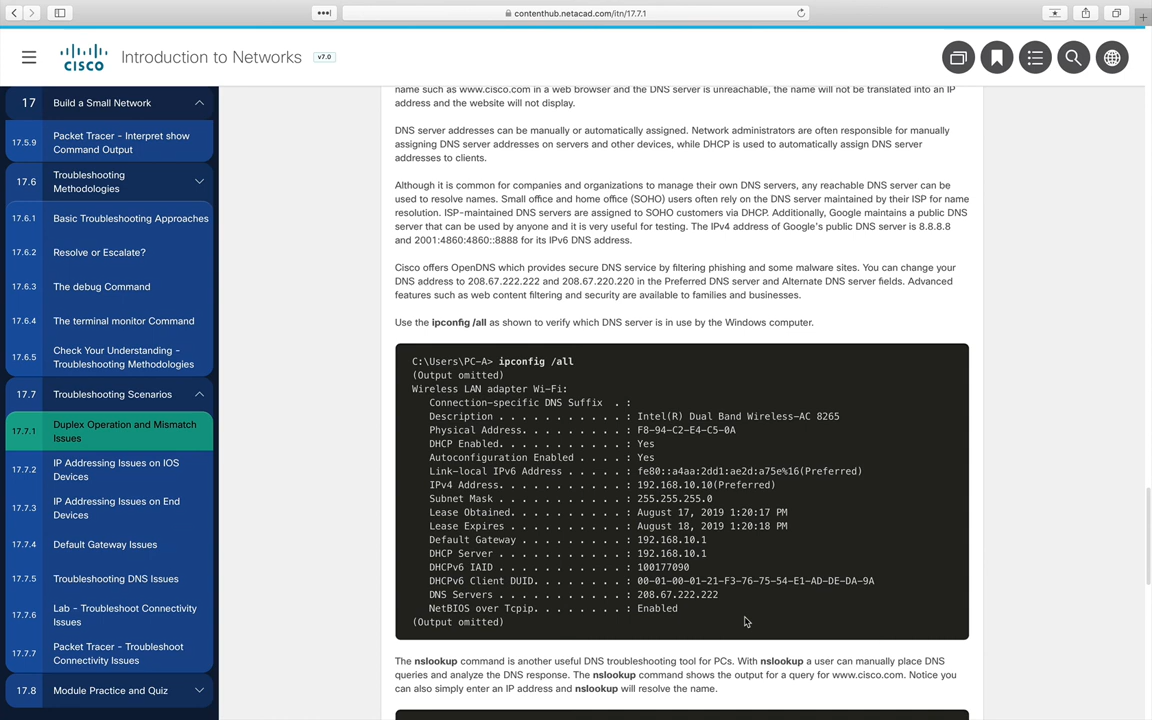 contenthub.netacad.com/itn/17.7.1
CISCO
Introduction to Networks
v7.0
17 Build a Small Network
17.5.9 Packet Tracer - Interpret show
Command Output
17.6 Troubleshooting
Methodologies
17.6.1 Basic Troubleshooting Approaches
17.6.2 Resolve or Escalate?
17.6.3 The debug Command
17.6.4 The terminal monitor Command
17.6.5 Check Your Understanding -
Troubleshooting Methodologies
17.7 Troubleshooting Scenarios
17.7.1 Duplex Operation and Mismatch
Issues
17.7.2 IP Addressing Issues on IOS
Devices
17.7.3 IP Addressing Issues on End
Devices
17.7.4 Default Gateway Issues
17.7.5 Troubleshooting DNS Issues
17.7.6 Lab - Troubleshoot Connectivity
Issues
17.7.7 Packet Tracer - Troubleshoot
Connectivity Issues
17.8 Module Practice and Quiz
name such as www.cisco.com in a web browser and the DNS server is unreachable, the name will not be translated into an IP
address and the website will not display.
DNS server addresses can be manually or automatically assigned. Network administrators are often responsible for manually
assigning DNS server addresses on servers and other devices, while DHCP is used to automatically assign DNS server
addresses to clients.
Although it is common for companies and organizations to manage their own DNS servers, any reachable DNS server can be
used to resolve names. Small office and home office (SOHO) users often rely on the DNS server maintained by their ISP for name
resolution. ISP-maintained DNS servers are assigned to SOHO customers via DHCP. Additionally, Google maintains a public DNS
server that can be used by anyone and it is very useful for testing. The IPv4 address of Google's public DNS server is 8.8.8.8
and 2001:4860:4860::8888 for its IPv6 DNS address.
Cisco offers OpenDNS which provides secure DNS service by filtering phishing and some malware sites. You can change your
DNS address to 208.67.222.222 and 208.67.220.220 in the Preferred DNS server and Alternate DNS server fields. Advanced
features such as web content filtering and security are available to families and businesses.
Use the ipconfig /all as shown to verify which DNS server is in use by the Windows computer.
C:\Users\PC-A> ipconfig /all
(Output omitted)
Wireless LAN adapter Wi-Fi:
Connection-specific DNS Suffix . :
Description . . . . . . . . . . . : Intel(R) Dual Band Wireless-AC 8265
Physical Address. . . . . . . . . : F8-94-C2-E4-C5-0A
DHCP Enabled. . . . . . . . . . . : Yes
Autoconfiguration Enabled . . . . : Yes
Link-local IPv6 Address . . . . . : fe80::a4aa:2dd1:ae2d:a75e%16(Preferred)
IPv4 Address. . . . . . . . . . . : 192.168.10.10(Preferred)
Subnet Mask . . . . . . . . . . . : 255.255.255.0
Lease Obtained. . . . . . . . . . : August 17, 2019 1:20:17 PM
Lease Expires . . . . . . . . . . : August 18, 2019 1:20:18 PM
Default Gateway . . . . . . . . . : 192.168.10.1
DHCP Server . . . . . . . . . . . : 192.168.10.1
DHCPv6 IAID . . . . . . . . . . . : 100177090
DHCPv6 Client DUID. . . . . . . . : 00-01-00-01-21-F3-76-75-54-E1-AD-DE-DA-9A
DNS Servers . . . . . . . . . . . : 208.67.222.222
NetBIOS over Tcpip. . . . . . . . : Enabled
(Output omitted)
The nslookup command is another useful DNS troubleshooting tool for PCs. With nslookup a user can manually place DNS
queries and analyze the DNS response. The nslookup command shows the output for a query for www.cisco.com. Notice you
can also simply enter an IP address and nslookup will resolve the name.